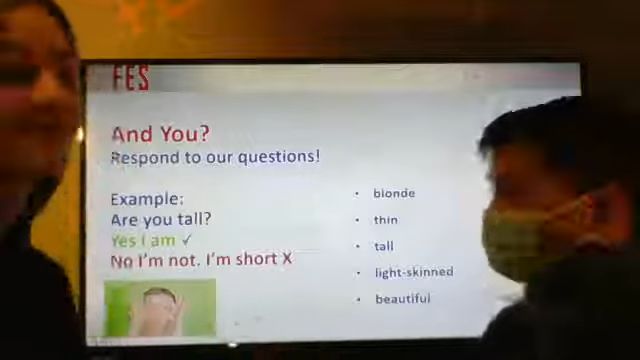 FES
And You?
Respond to our questions!
Example:
Are you tall?
Yes I am ✓
No I'm not. I'm short X
• blonde
• thin
• tall
• light-skinned
• beautiful